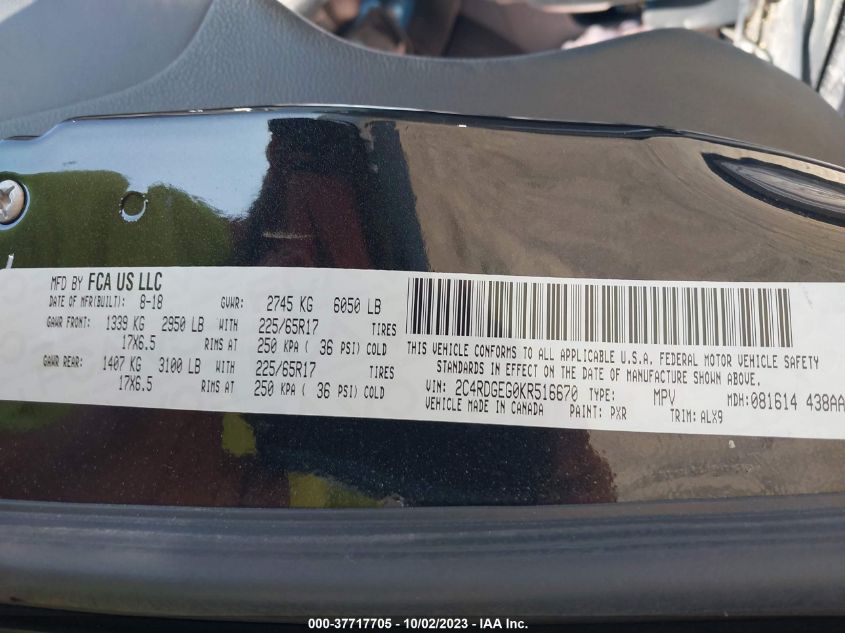 MFD BY FCA US LLC
DATE OF MFR(BUILT): 8-18 GVWR: 2745 KG 6050 LB
GAWR FRONT: 1339 KG 2950 LB WITH 225/65R17 TIRES
17X6.5 RIMS AT 250 KPA ( 36 PSI) COLD
GAWR REAR: 1407 KG 3100 LB WITH 225/65R17 TIRES
17X6.5 RIMS AT 250 KPA ( 36 PSI) COLD
THIS VEHICLE CONFORMS TO ALL APPLICABLE U.S.A. FEDERAL MOTOR VEHICLE SAFETY
STANDARDS IN EFFECT ON THE DATE OF MANUFACTURE SHOWN ABOVE.
VIN: 2C4RDGEG0KR516670 TYPE: MPV MDH: 081614 438AA
VEHICLE MADE IN CANADA PAINT: PXR TRIM: ALX9
000-37717705 - 10/02/2023 - IAA Inc.